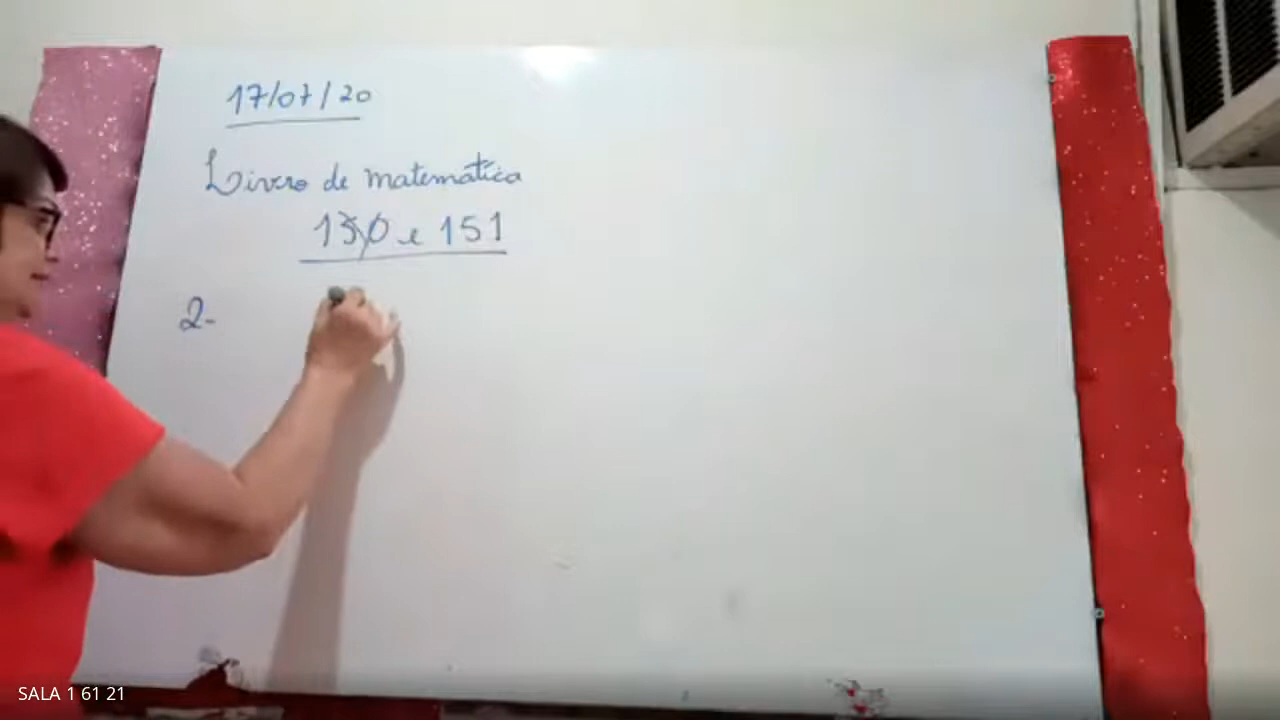 17/07/20
Livro de matemática
130 e 151
2-
SALA 1 61 21